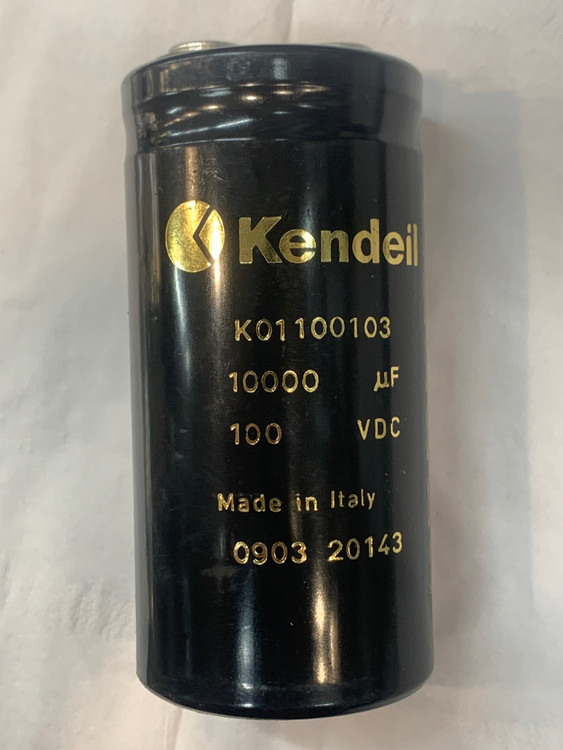 Kendeil
K01100103
10000 µF
100 VDC
Made in Italy
0903 20143